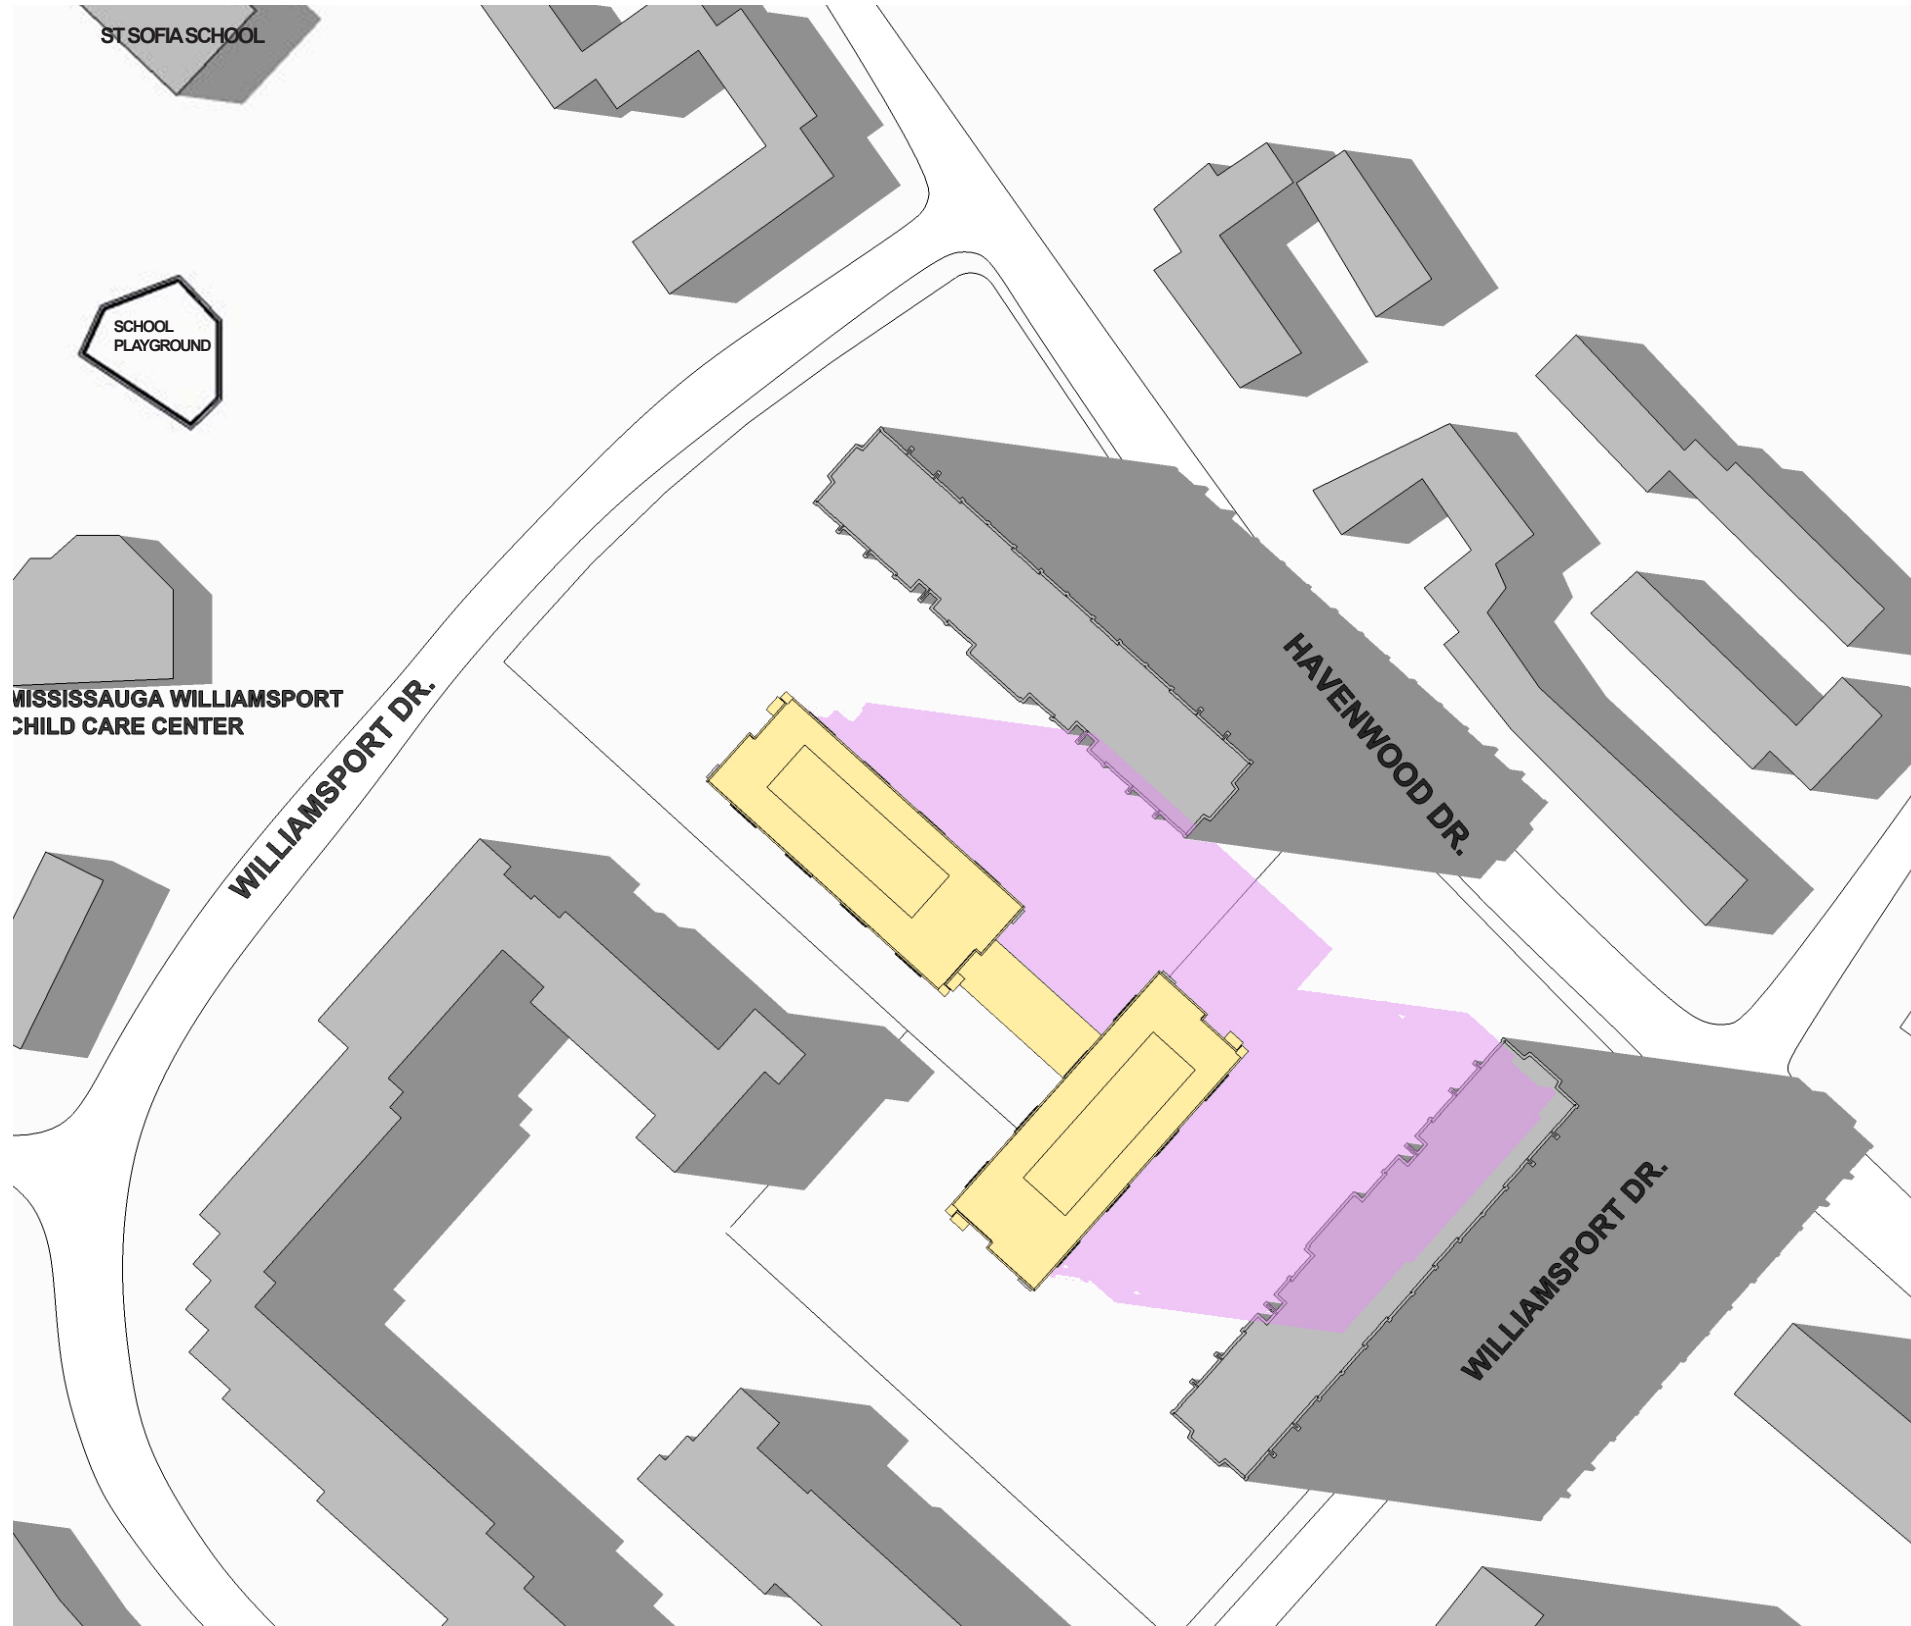 ST SOFIA SCHOOL
SCHOOL
PLAYGROUND
MISSISSAUGA WILLIAMSPORT
CHILD CARE CENTER
WILLIAMSPORT DR.
HAVENWOOD DR.
WILLIAMSPORT DR.